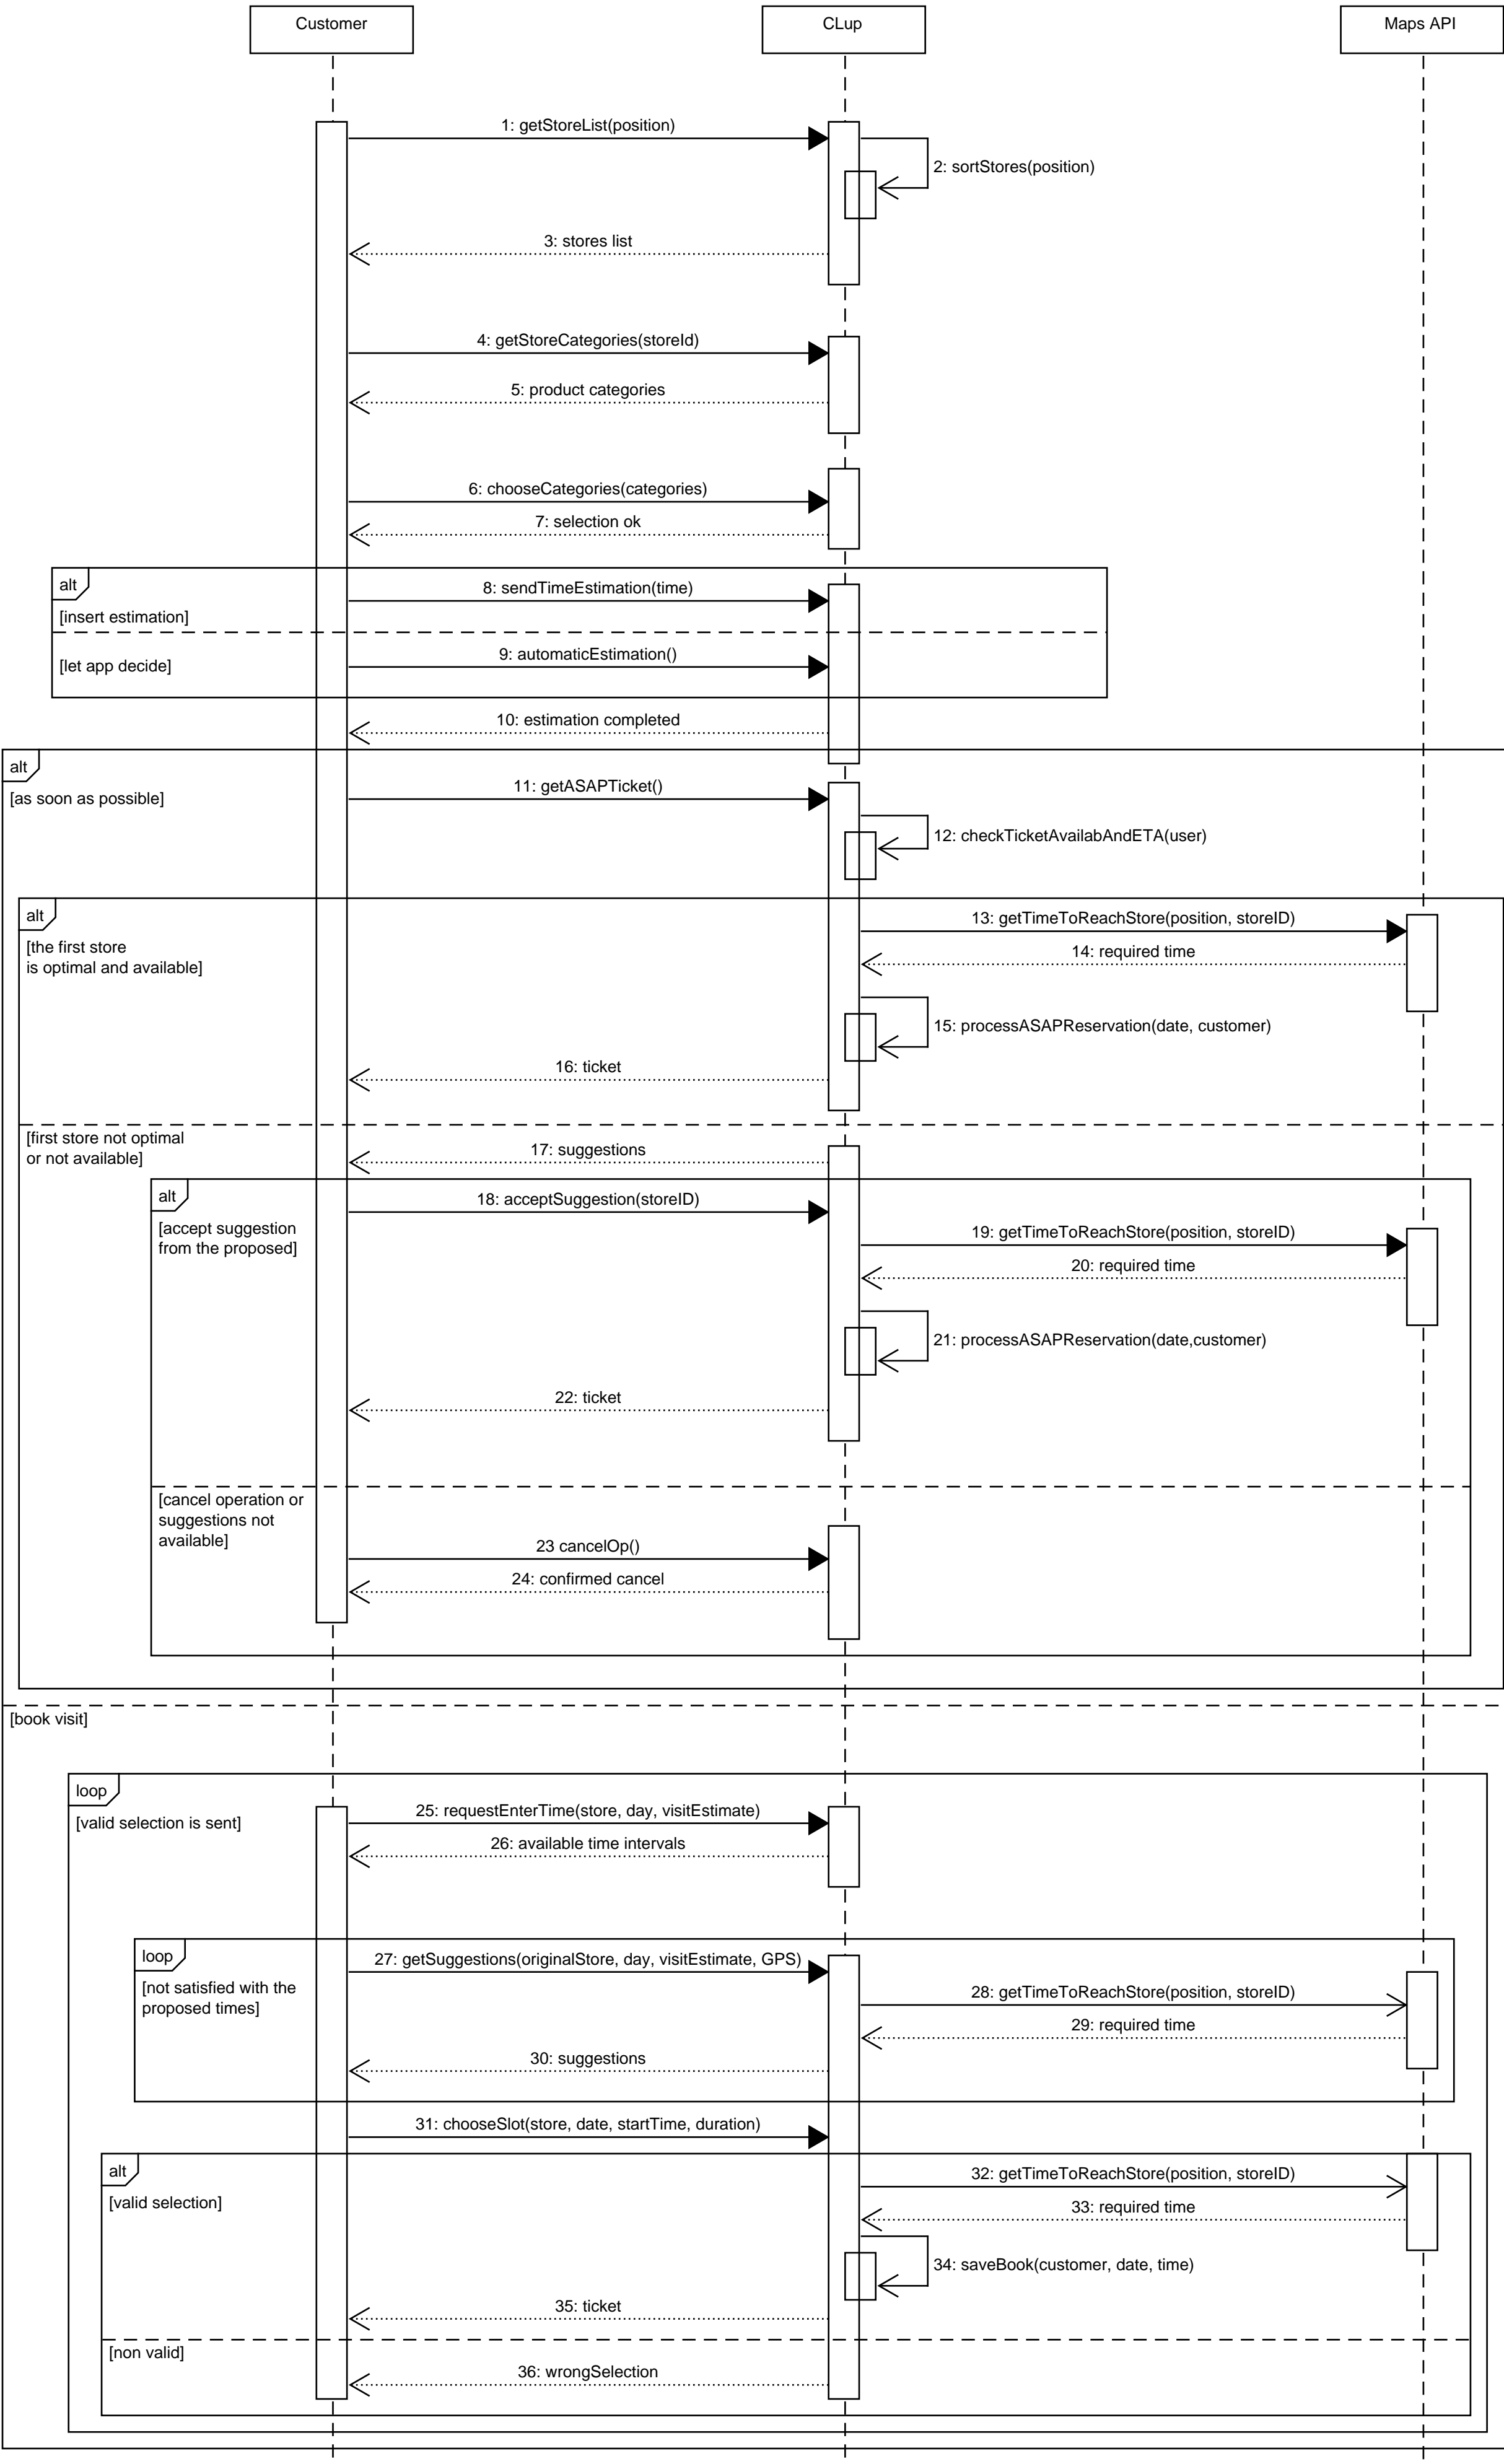 Customer
CLup
Maps API
1: getStoreList(position)
2: sortStores(position)
3: stores list
4: getStoreCategories(storeId)
5: product categories
6: chooseCategories(categories)
7: selection ok
alt
8: sendTimeEstimation(time)
[insert estimation]
9: automaticEstimation()
[let app decide]
10: estimation completed
alt
11: getASAPTicket()
[as soon as possible]
12: checkTicketAvailabAndETA(user)
alt
13: getTimeToReachStore(position, storeID)
[the first store
is optimal and available]
14: required time
15: processASAPReservation(date, customer)
16: ticket
[first store not optimal
or not available]
17: suggestions
alt
18: acceptSuggestion(storeID)
[accept suggestion
from the proposed]
19: getTimeToReachStore(position, storeID)
20: required time
21: processASAPReservation(date,customer)
22: ticket
[cancel operation or
suggestions not
available]
23 cancelOp()
24: confirmed cancel
[book visit]
loop
25: requestEnterTime(store, day, visitEstimate)
[valid selection is sent]
26: available time intervals
loop
27: getSuggestions(originalStore, day, visitEstimate, GPS)
[not satisfied with the
proposed times]
28: getTimeToReachStore(position, storeID)
29: required time
30: suggestions
31: chooseSlot(store, date, startTime, duration)
alt
32: getTimeToReachStore(position, storeID)
[valid selection]
33: required time
34: saveBook(customer, date, time)
35: ticket
[non valid]
36: wrongSelection